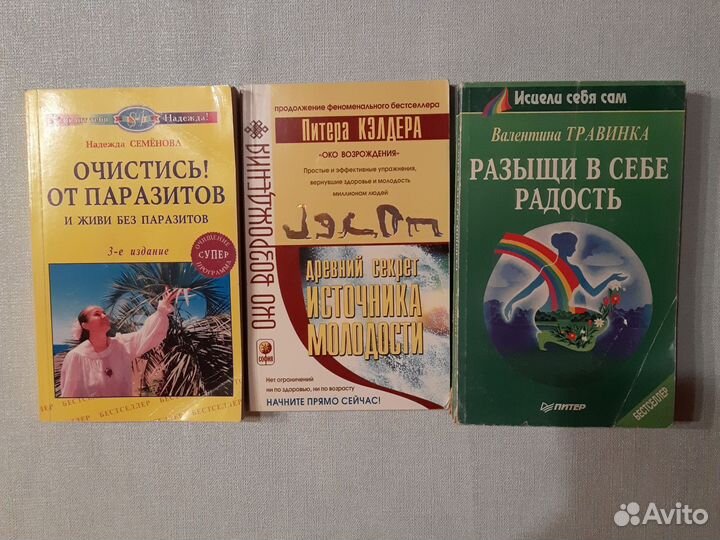 Надежда!
Надежда СЕМЁНОВА
ОЧИСТИСЬ!
ОТ ПАРАЗИТОВ
И ЖИВИ БЕЗ ПАРАЗИТОВ
3-е издание
ОЧИЩЕНИЕ
СУПЕР
ПРОГРАММА
БЕСТСЕЛЛЕР БЕСТСЕЛЛЕР
продолжение феноменального бестселлера
Питера КЭЛДЕРА
«ОКО ВОЗРОЖДЕНИЯ»
Простые и эффективные упражнения,
вернувшие здоровье и молодость
миллионам людей
ОКО ВОЗРОЖДЕНИЯ
древний секрет
ИСТОЧНИКА
МОЛОДОСТИ
СОФИЯ
Нет ограничений
ни по здоровью, ни по возрасту
НАЧНИТЕ ПРЯМО СЕЙЧАС!
Исцели себя сам
Валентина ТРАВИНКА
РАЗЫЩИ В СЕБЕ
РАДОСТЬ
ПИТЕР
БЕСТСЕЛЛЕР
Avito